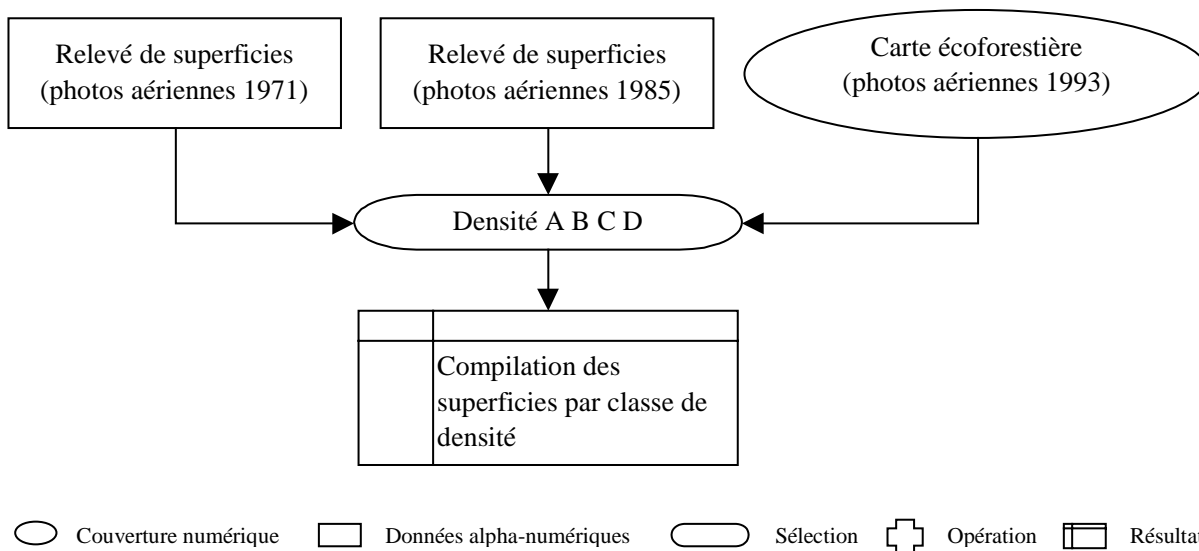 Relevé de superficies
(photos aériennes 1971)
Relevé de superficies
(photos aériennes 1985)
Carte écoforestière
(photos aériennes 1993)
Densité A B C D
Compilation des
superficies par classe de
densité
Couverture numérique
Données alpha-numériques
Sélection
Opération
Résulta